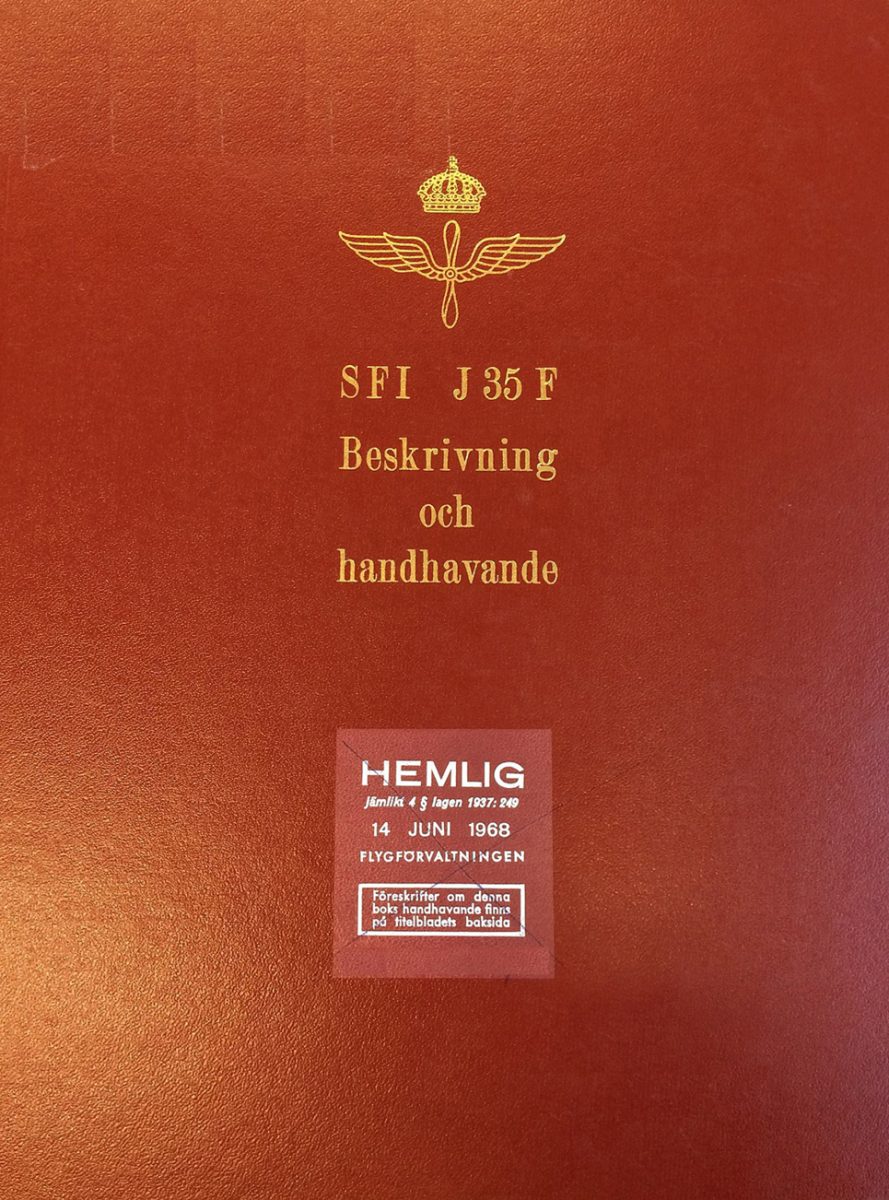 SFI J 35 F
Beskrivning
och
handhavande
HEMLIG
Jämlikt 4 § lagen 1937:249
14 JUNI 1968
FLYGFÖRVALTNINGEN
Föreskrifter om denna
boks handhavande finns
på titelbladets baksida